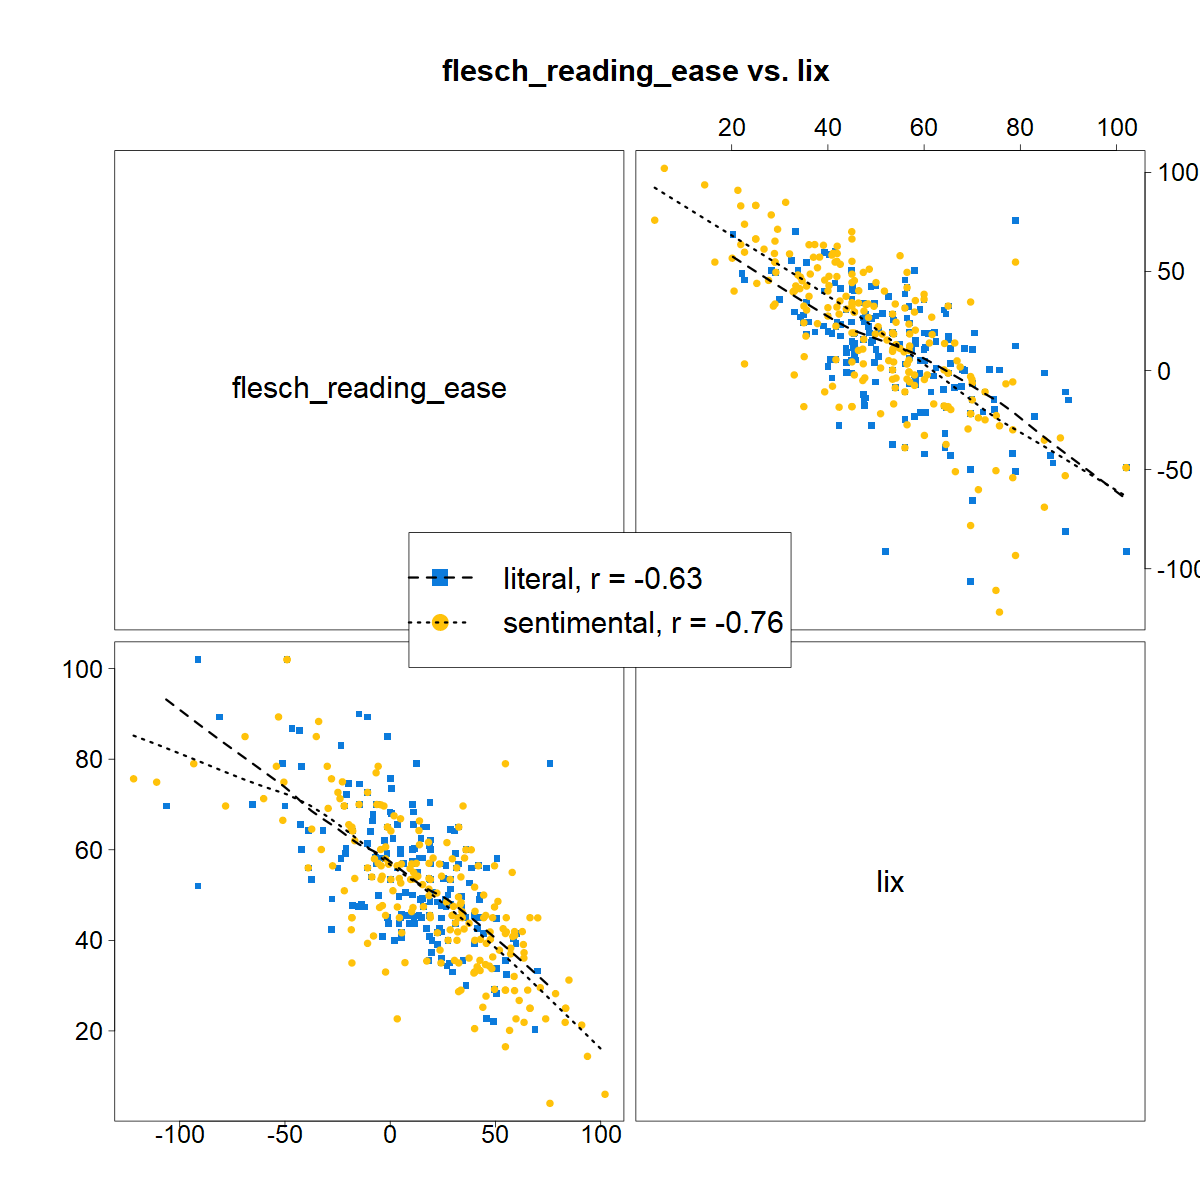 flesch_reading_ease vs. lix
20 40 60 80 100
100
50
0
-50
-100
flesch_reading_ease
literal, r = -0.63
sentimental, r = -0.76
100
80
60
40
20
lix
-100 -50 0 50 100